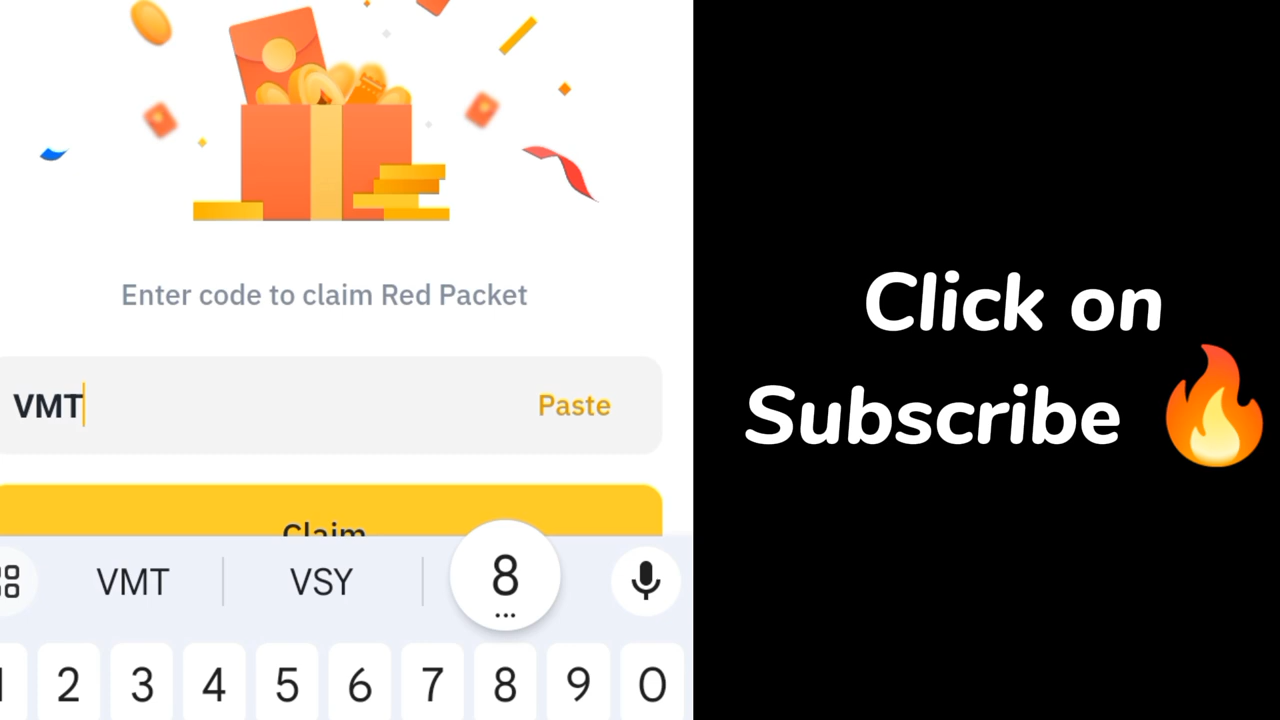 Enter code to claim Red Packet
VMT Paste
Claim
VMT VSY 8
...
1 2 3 4 5 6 7 8 9 0
Click on
Subscribe 🔥